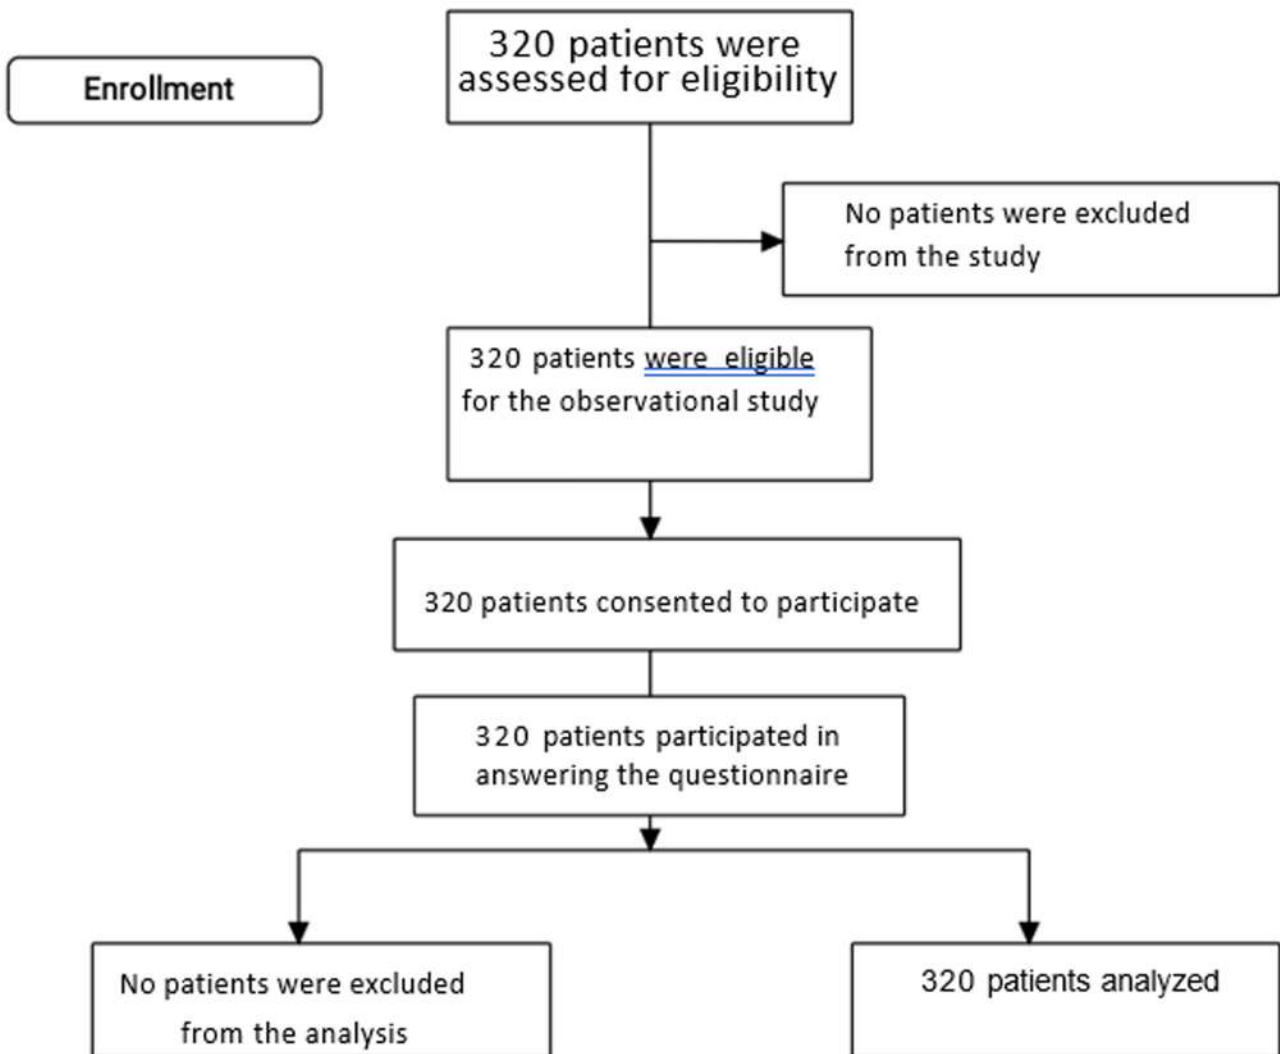 320 patients were
assessed for eligibility
Enrollment
No patients were excluded
from the study
320 patients were eligible
for the observational study
320 patients consented to participate
320 patients participated in
answering the questionnaire
No patients were excluded
from the analysis
320 patients analyzed